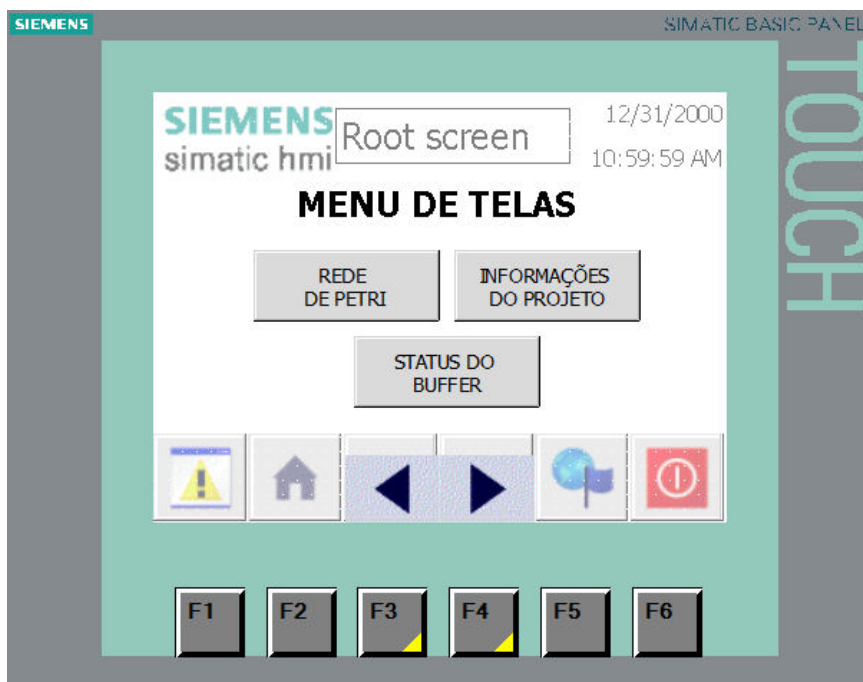 SIEMENS
SIMATIC BASIC PANEL
TOUCH
SIEMENS
simatic hmi
Root screen
12/31/2000
10:59:59 AM
MENU DE TELAS
REDE
DE PETRI
INFORMAÇÕES
DO PROJETO
STATUS DO
BUFFER
F1
F2
F3
F4
F5
F6